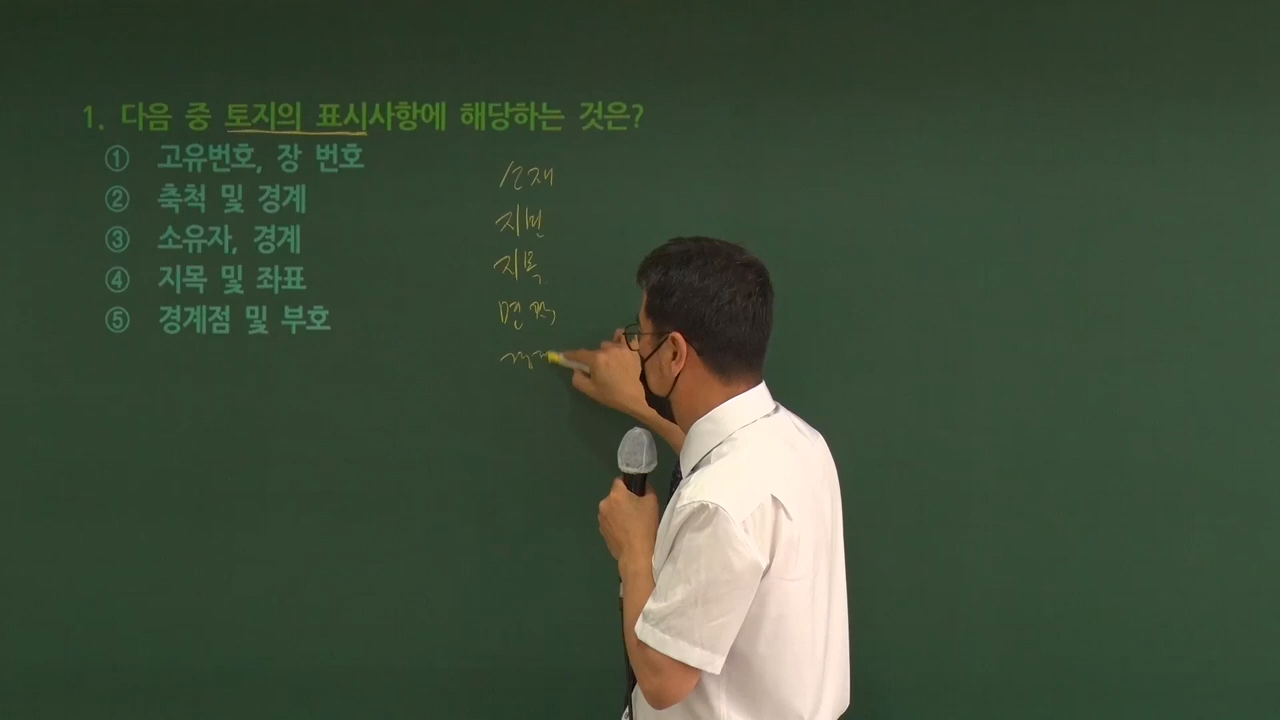 1. 다음 중 토지의 표시사항에 해당하는 것은?
① 고유번호, 장 번호
② 축척 및 경계
③ 소유자, 경계
④ 지목 및 좌표
⑤ 경계점 및 부호
소재
지번
지목
면적